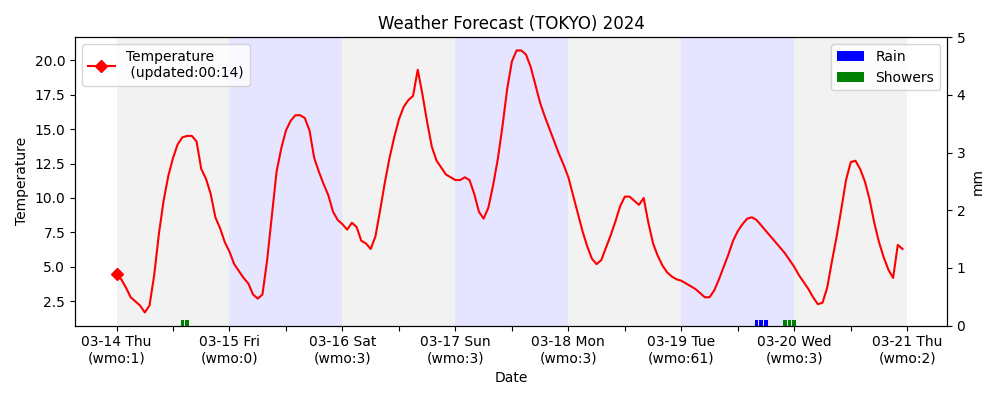 Weather Forecast (TOKYO) 2024
Temperature
(updated:00:14)
Rain
Showers
Temperature
20.0
17.5
15.0
12.5
10.0
7.5
5.0
2.5
5
4
3
2
1
0
mm
03-14 Thu
(wmo:1)
03-15 Fri
(wmo:0)
03-16 Sat
(wmo:3)
03-17 Sun
(wmo:3)
03-18 Mon
(wmo:3)
03-19 Tue
(wmo:61)
03-20 Wed
(wmo:3)
03-21 Thu
(wmo:2)
Date